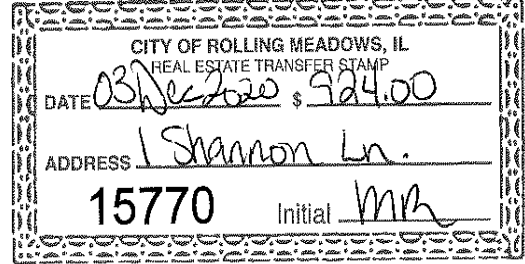 CITY OF ROLLING MEADOWS, IL
REAL ESTATE TRANSFER STAMP
DATE 03 Dec 2020 $ 924.00
ADDRESS 1 Shannon Ln.
15770 Initial MR